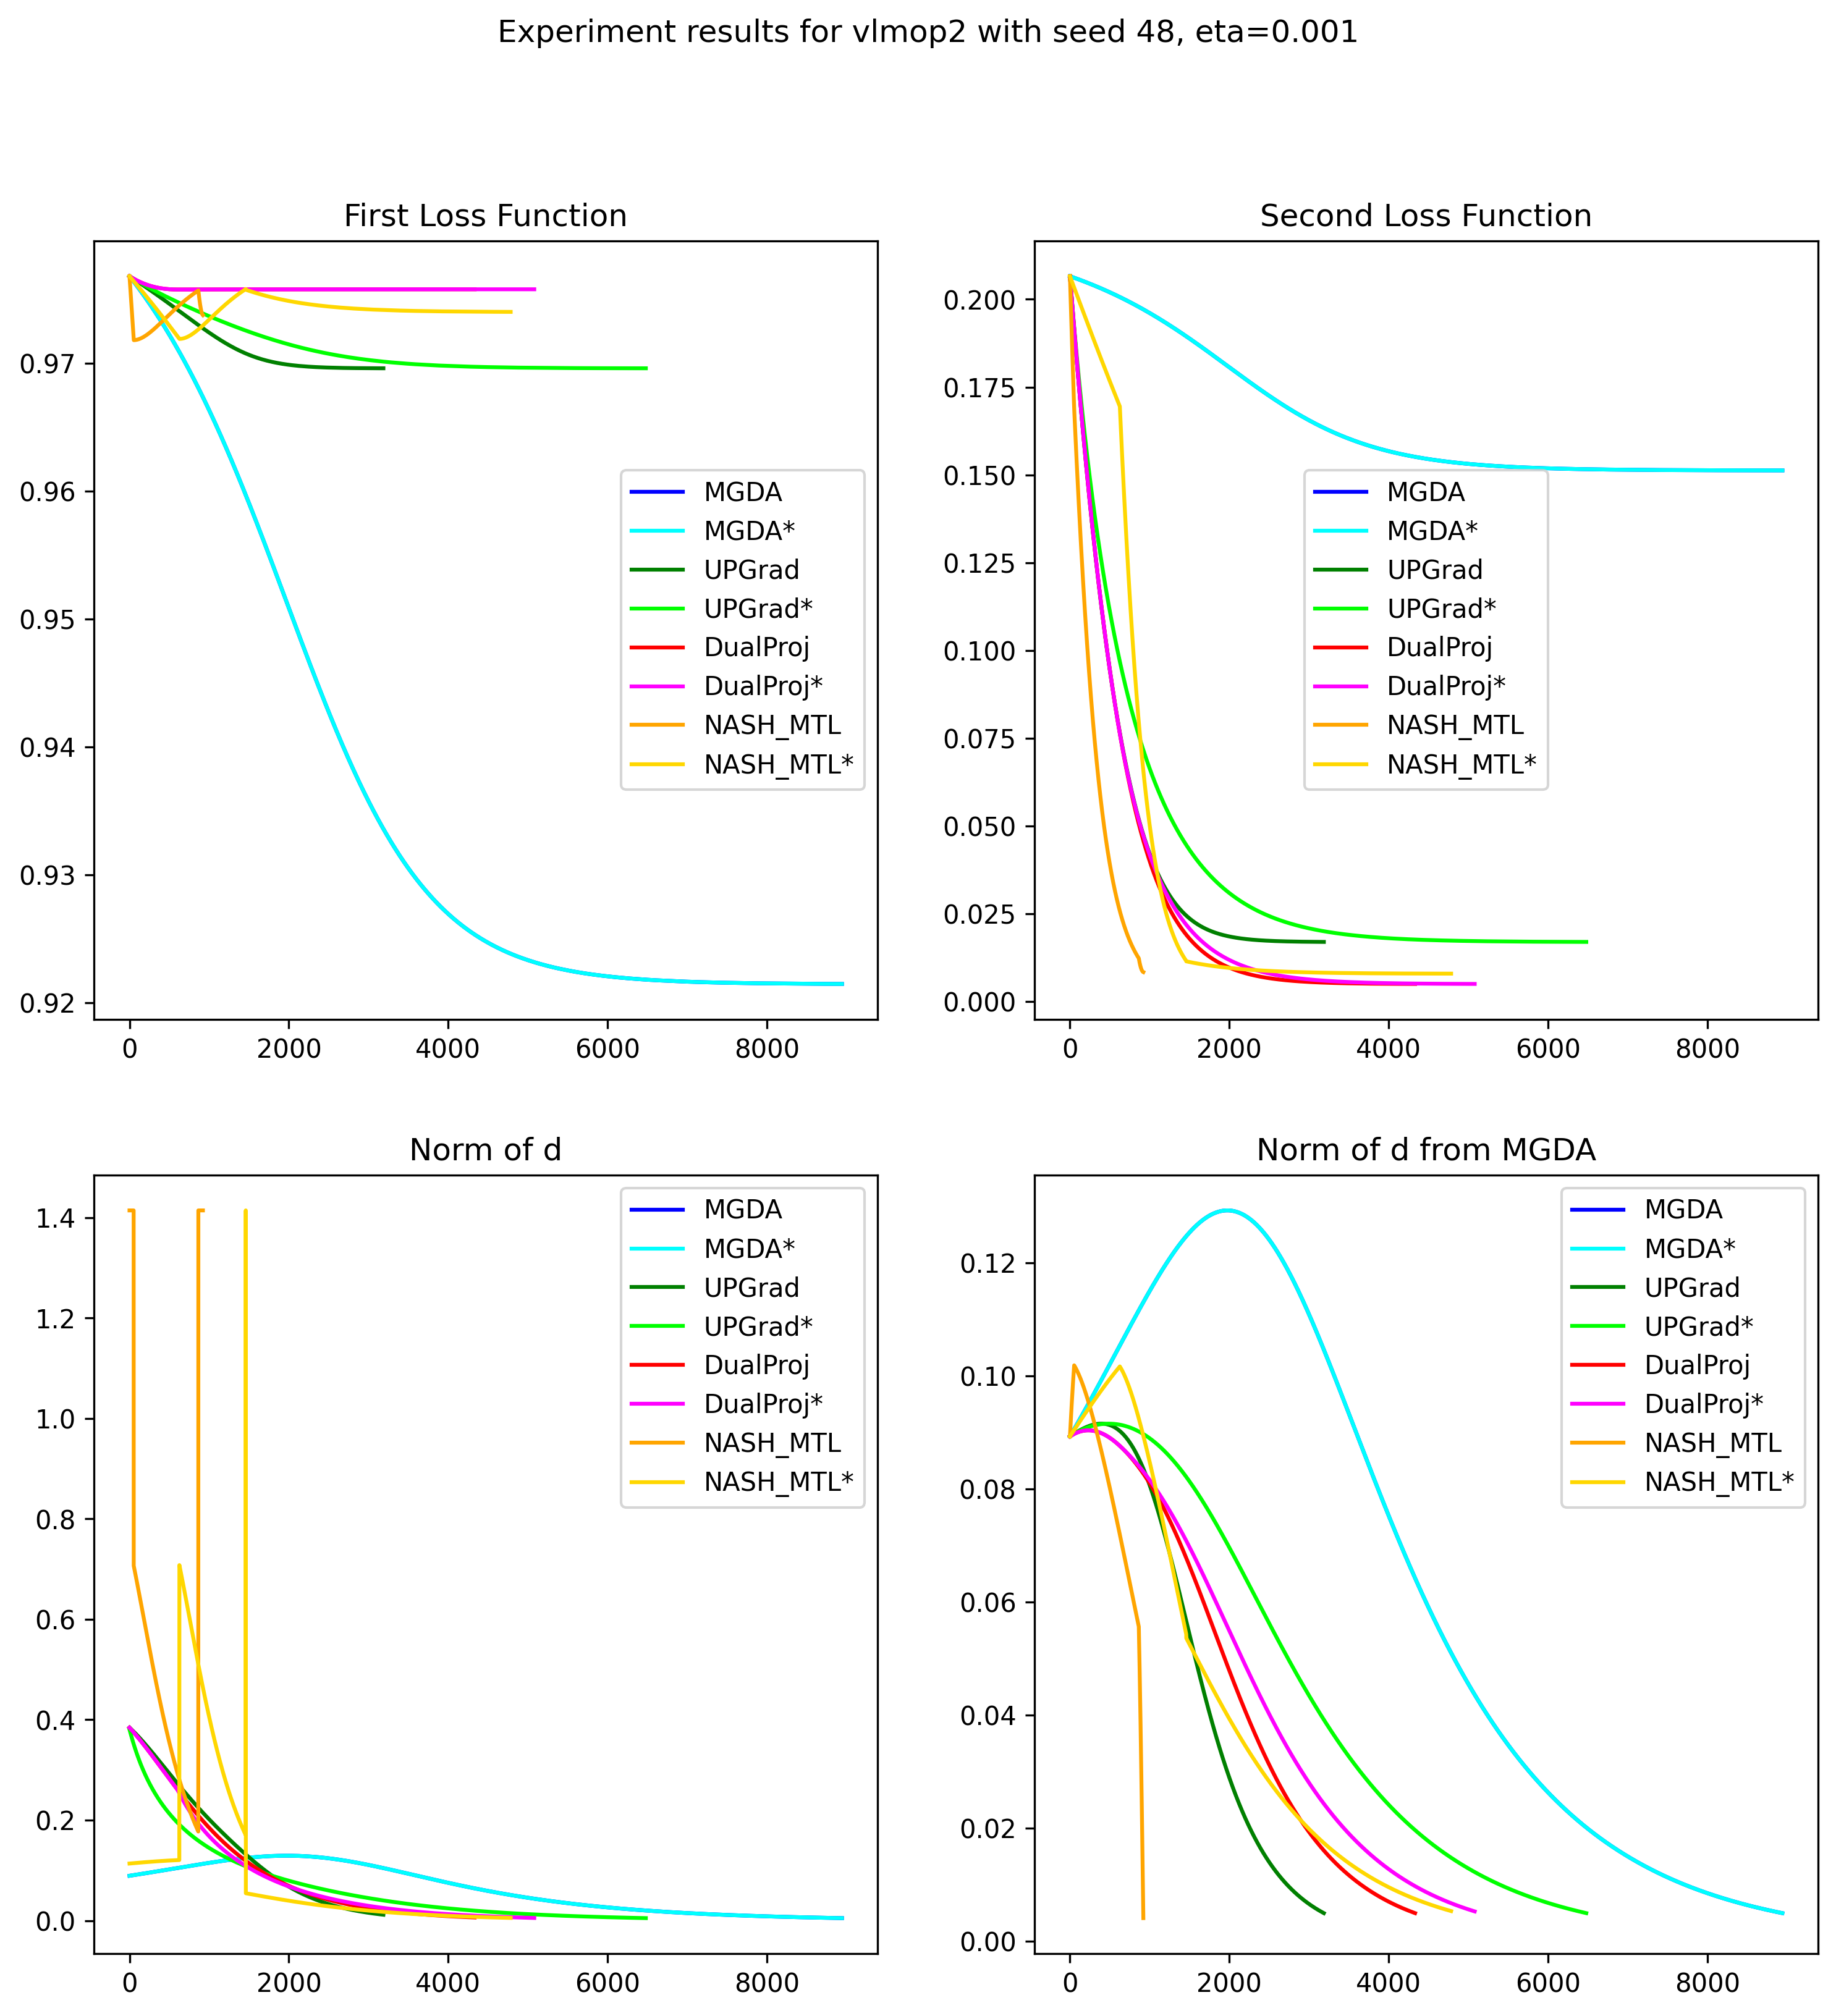 Experiment results for vlmop2 with seed 48, eta=0.001
First Loss Function
0.97
0.96
0.95
0.94
0.93
0.92
0 2000 4000 6000 8000
MGDA
MGDA*
UPGrad
UPGrad*
DualProj
DualProj*
NASH_MTL
NASH_MTL*
Second Loss Function
0.200
0.175
0.150
0.125
0.100
0.075
0.050
0.025
0.000
0 2000 4000 6000 8000
MGDA
MGDA*
UPGrad
UPGrad*
DualProj
DualProj*
NASH_MTL
NASH_MTL*
Norm of d
1.4
1.2
1.0
0.8
0.6
0.4
0.2
0.0
0 2000 4000 6000 8000
MGDA
MGDA*
UPGrad
UPGrad*
DualProj
DualProj*
NASH_MTL
NASH_MTL*
Norm of d from MGDA
0.12
0.10
0.08
0.06
0.04
0.02
0.00
0 2000 4000 6000 8000
MGDA
MGDA*
UPGrad
UPGrad*
DualProj
DualProj*
NASH_MTL
NASH_MTL*